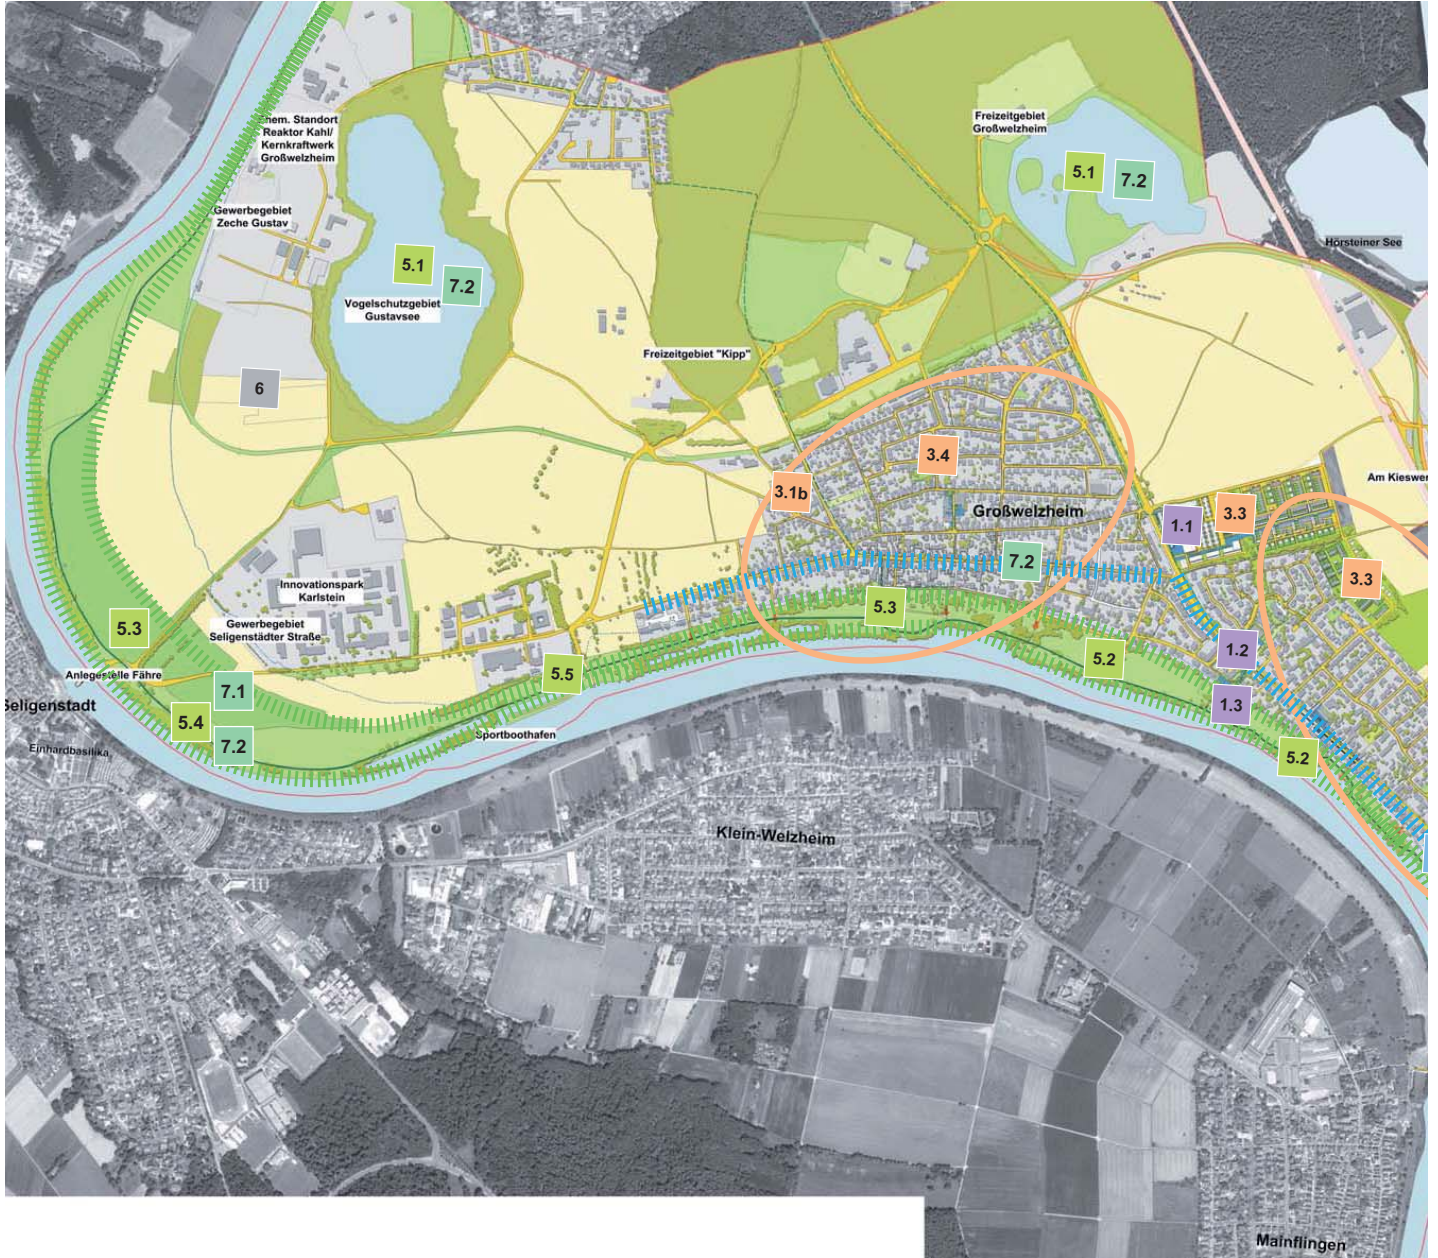 Chem. Standort
Reaktor Kahl/
Kernkraftwerk
Großwelzheim
Freizeitgebiet
Großwelzheim
5.1
7.2
Gewerbegebiet
Zeche Gustav
Hörsteiner See
5.1
7.2
Vogelschutzgebiet
Gustavsee
Freizeitgebiet "Kipp"
6
3.4
3.1b
Am Kieswer
Großwelzheim
1.1
3.3
7.2
3.3
Innovationspark
Karlstein
5.3
5.3
Gewerbegebiet
Seligenstädter Straße
1.2
5.2
Anlegestelle Fähre
5.5
7.1
1.3
Seligenstadt
5.4
7.2
Sportboothafen
Einhardbasilika
5.2
Klein-Welzheim
Mainflingen